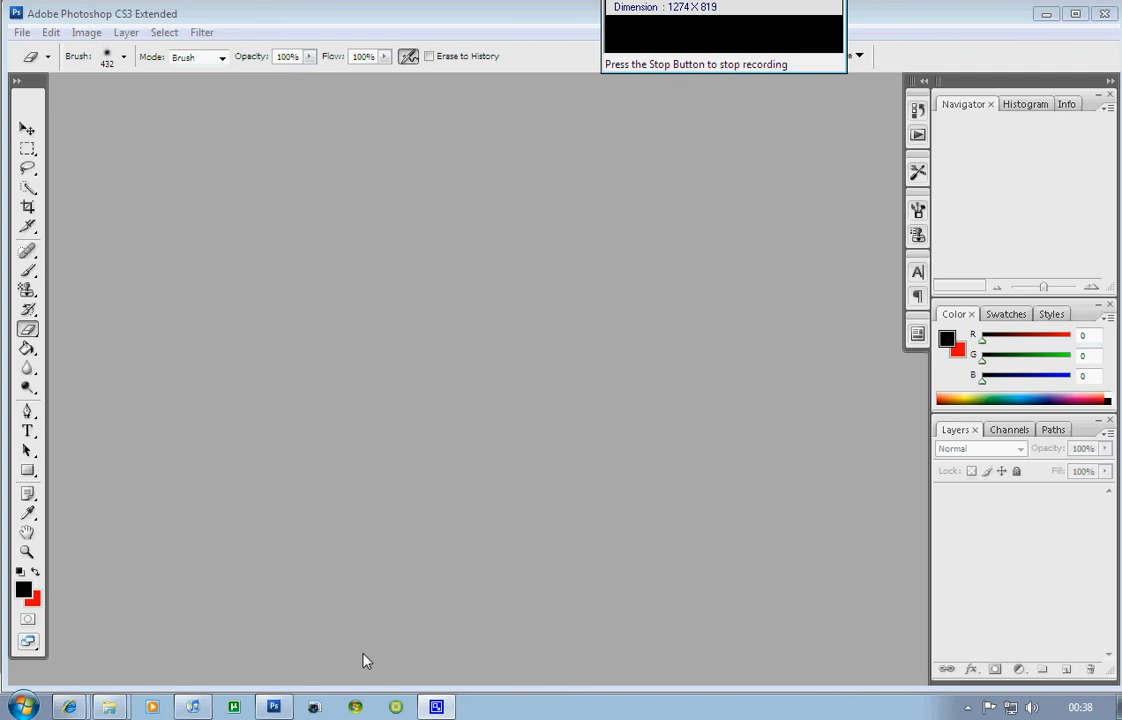 Ps Adobe Photoshop CS3 Extended
Dimension : 1274 X 819
File Edit Image Layer Select Filter
Brush: 432 Mode: Brush Opacity: 100% Flow: 100% Erase to History
Press the Stop Button to stop recording
Navigator Histogram Info
Color Swatches Styles
R 0
G 0
B 0
Layers Channels Paths
Normal Opacity: 100%
Lock: Fill: 100%
T
A
Ps
00:38